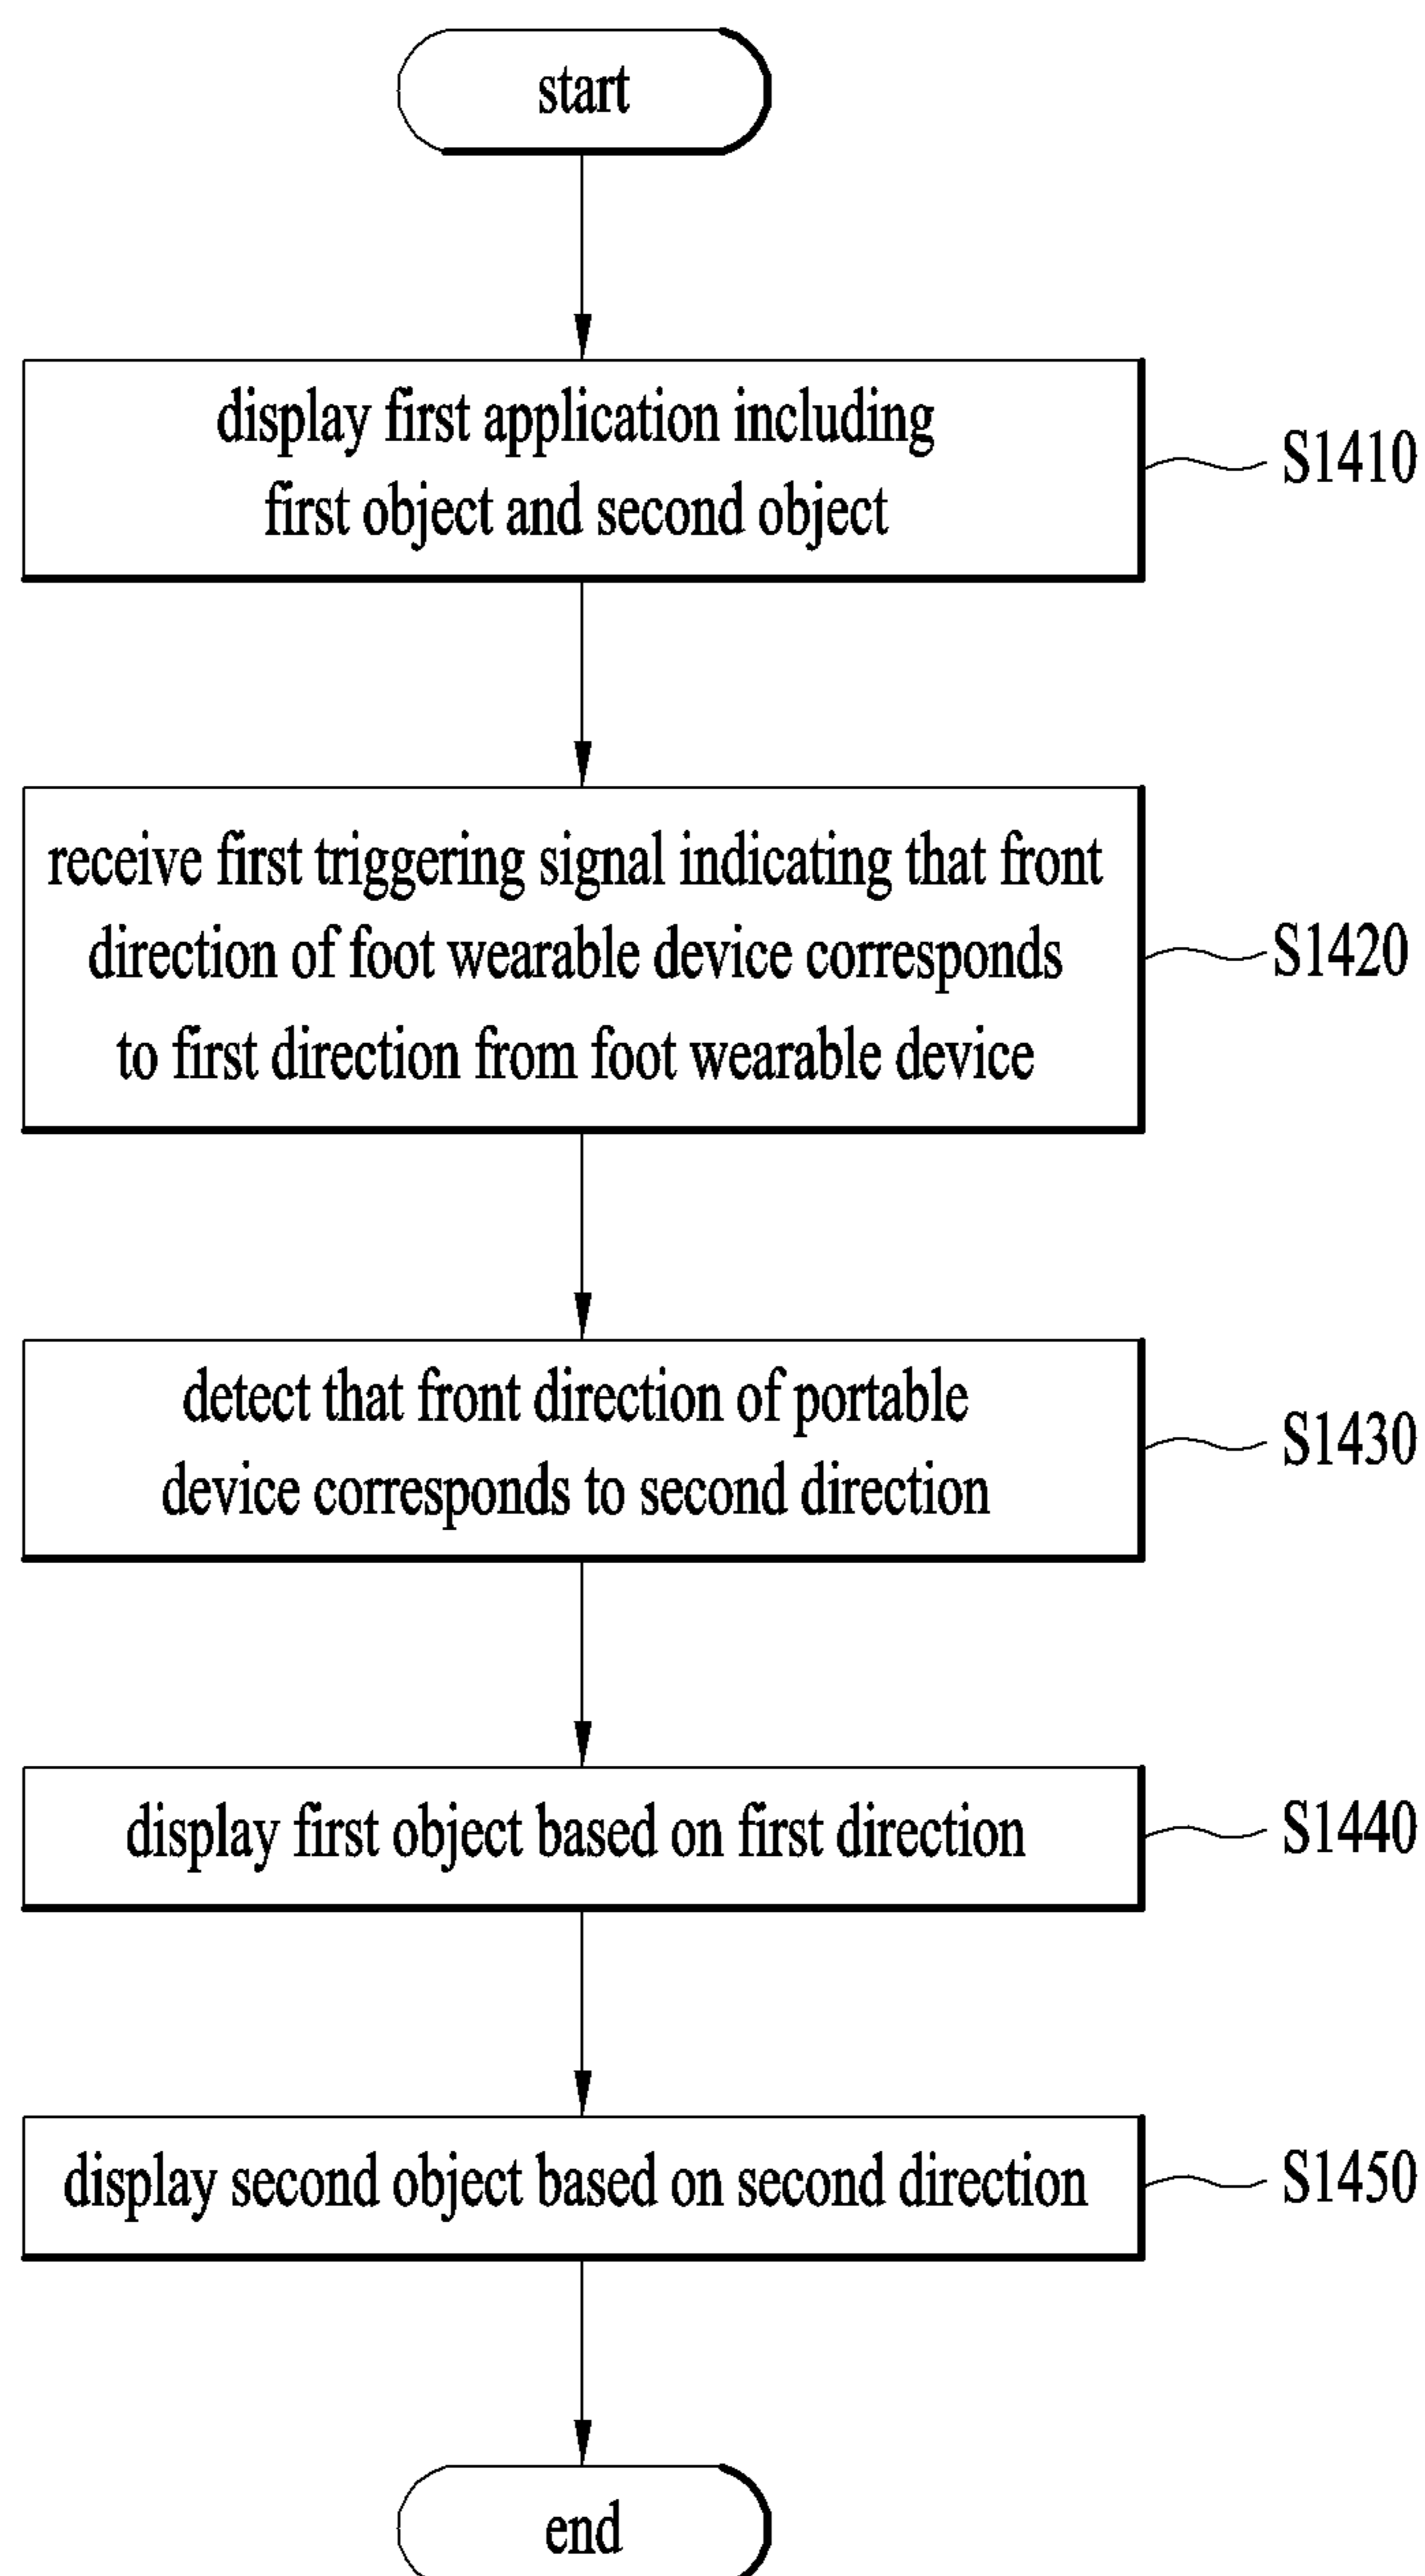 start
display first application including
first object and second object
S1410
receive first triggering signal indicating that front
direction of foot wearable device corresponds
to first direction from foot wearable device
S1420
detect that front direction of portable
device corresponds to second direction
S1430
display first object based on first direction
S1440
display second object based on second direction
S1450
end